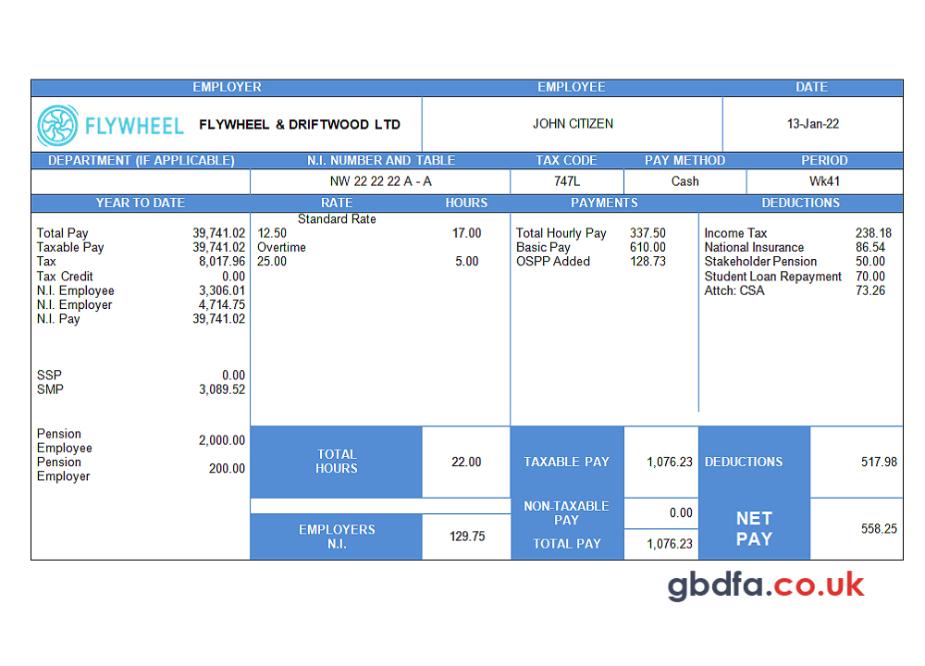 EMPLOYER EMPLOYEE DATE
FLYWHEEL FLYWHEEL & DRIFTWOOD LTD JOHN CITIZEN 13-Jan-22
DEPARTMENT (IF APPLICABLE) N.I. NUMBER AND TABLE TAX CODE PAY METHOD PERIOD
NW 22 22 22 A - A 747L Cash Wk41
YEAR TO DATE RATE HOURS PAYMENTS DEDUCTIONS
Standard Rate
Total Pay 39,741.02 12.50 17.00 Total Hourly Pay 337.50 Income Tax 238.18
Taxable Pay 39,741.02 Overtime Basic Pay 610.00 National Insurance 86.54
Tax 8,017.96 25.00 5.00 OSPP Added 128.73 Stakeholder Pension 50.00
Tax Credit 0.00 Student Loan Repayment 70.00
N.I. Employee 3,306.01 Attch: CSA 73.26
N.I. Employer 4,714.75
N.I. Pay 39,741.02
SSP 0.00
SMP 3,089.52
Pension
Employee 2,000.00
Pension
Employer 200.00
TOTAL
HOURS 22.00 TAXABLE PAY 1,076.23 DEDUCTIONS 517.98
NON-TAXABLE
PAY 0.00
EMPLOYERS
N.I. 129.75 TOTAL PAY 1,076.23
NET
PAY 558.25
gbdfa.co.uk